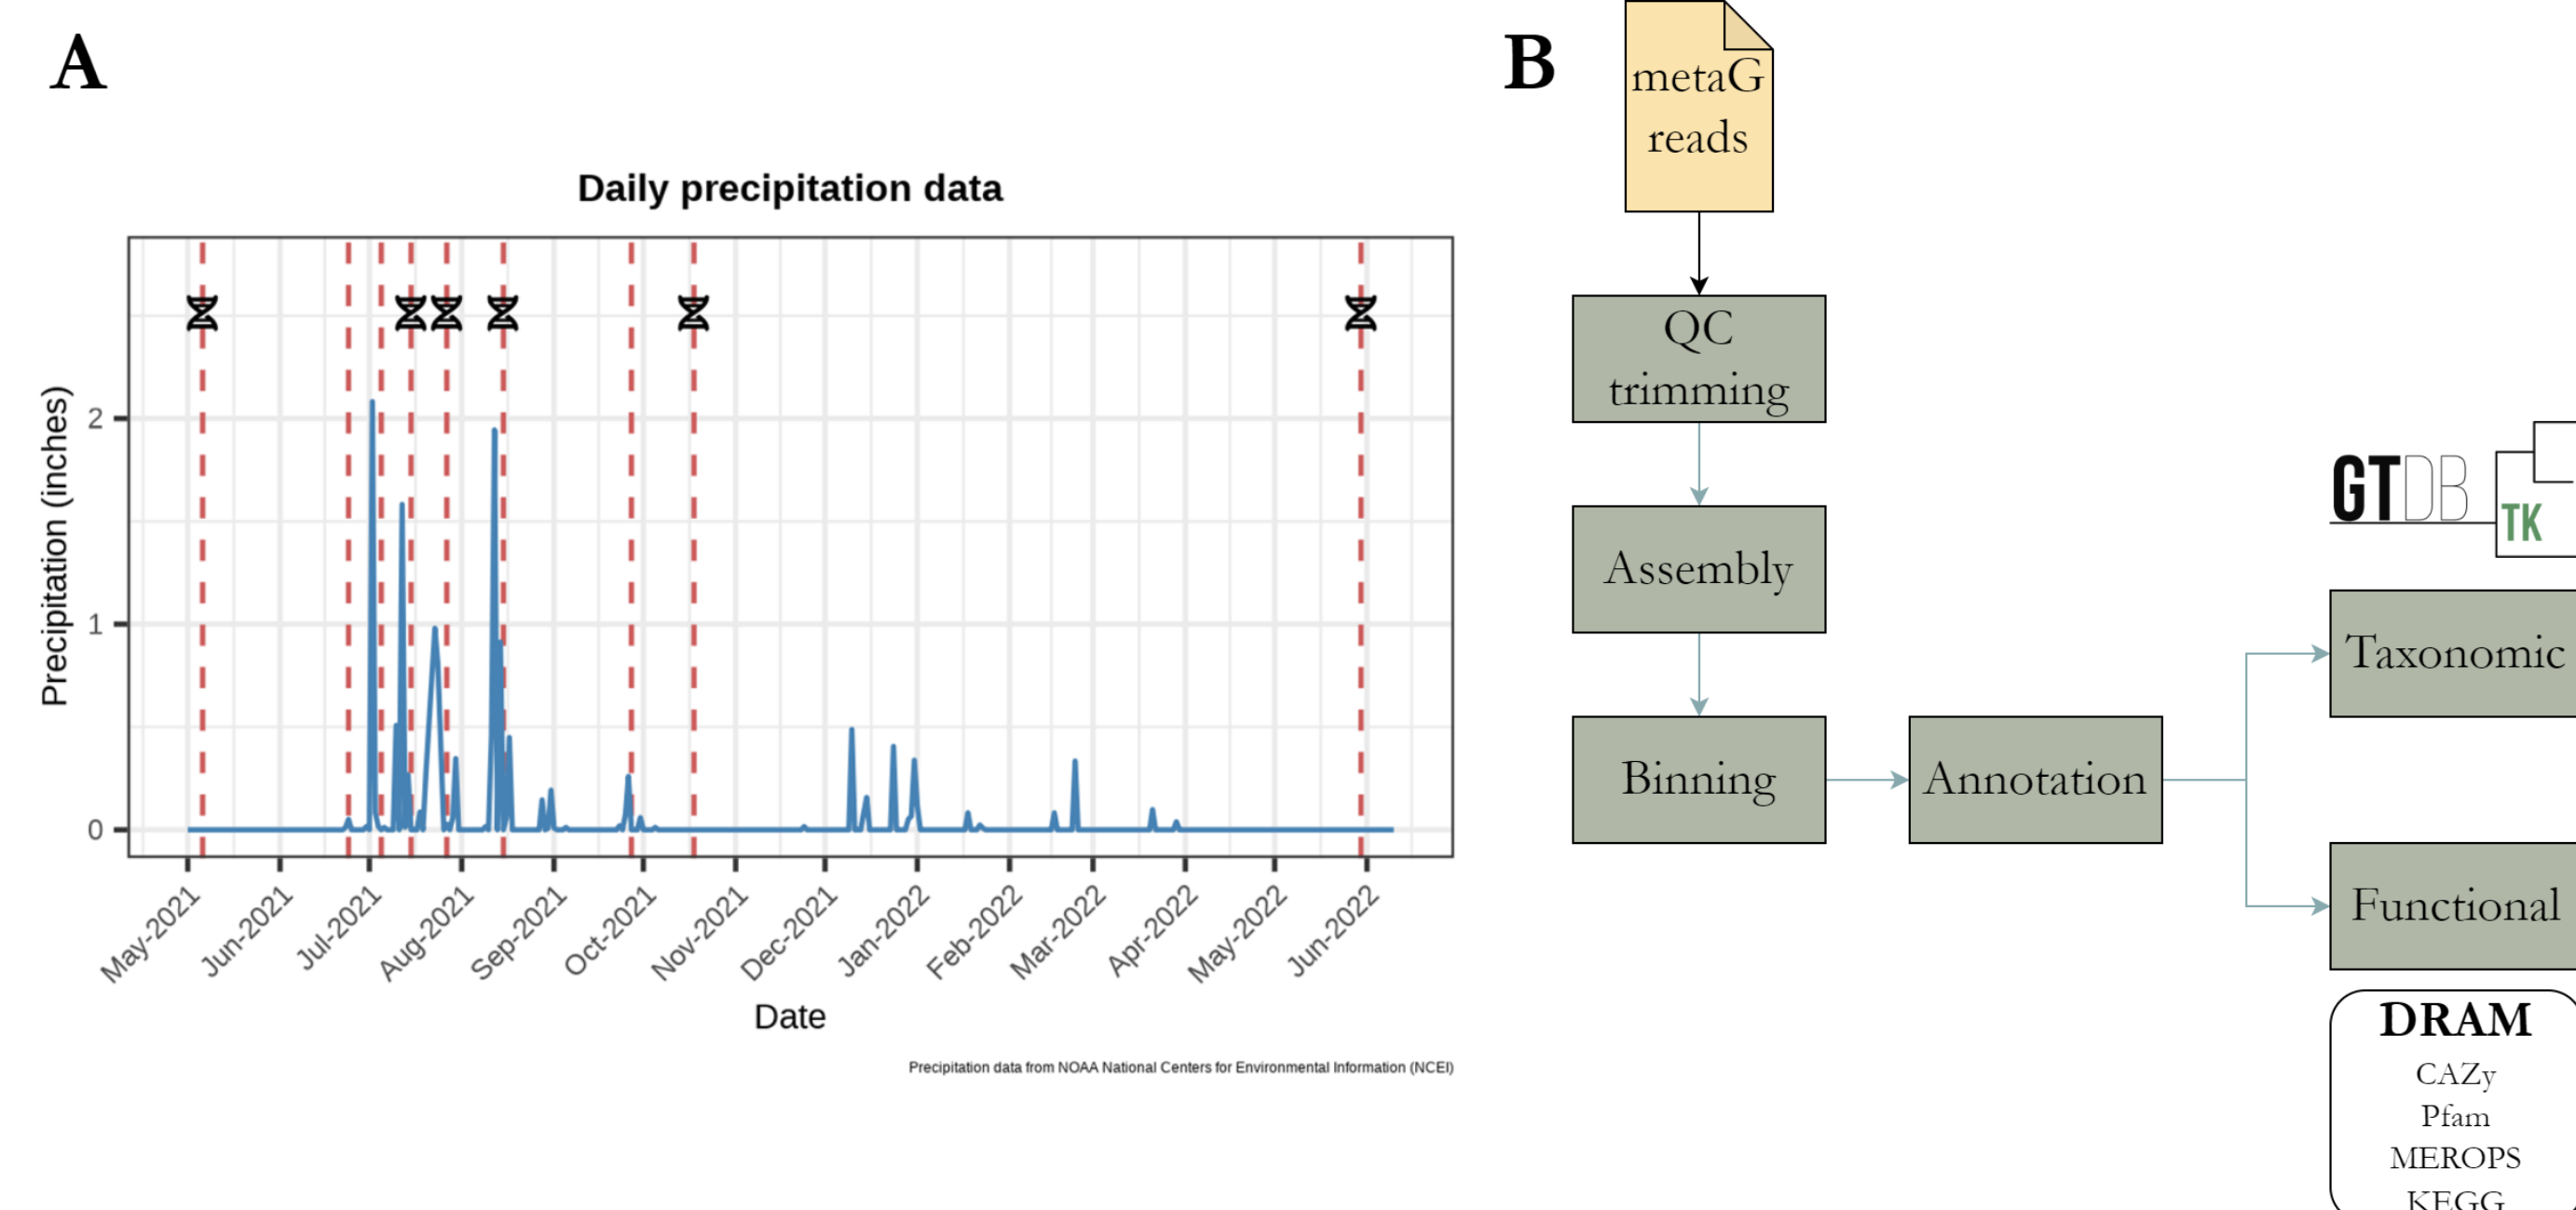 A
Daily precipitation data
Precipitation (inches)
2
1
0
May-2021
Jun-2021
Jul-2021
Aug-2021
Sep-2021
Oct-2021
Nov-2021
Dec-2021
Jan-2022
Feb-2022
Mar-2022
Apr-2022
May-2022
Jun-2022
Date
Precipitation data from NOAA National Centers for Environmental Information (NCEI)
B
metaG
reads
QC
trimming
Assembly
Binning
Annotation
GTDB
TK
Taxonomic
Functional
DRAM
CAZy
Pfam
MEROPS
KEGG